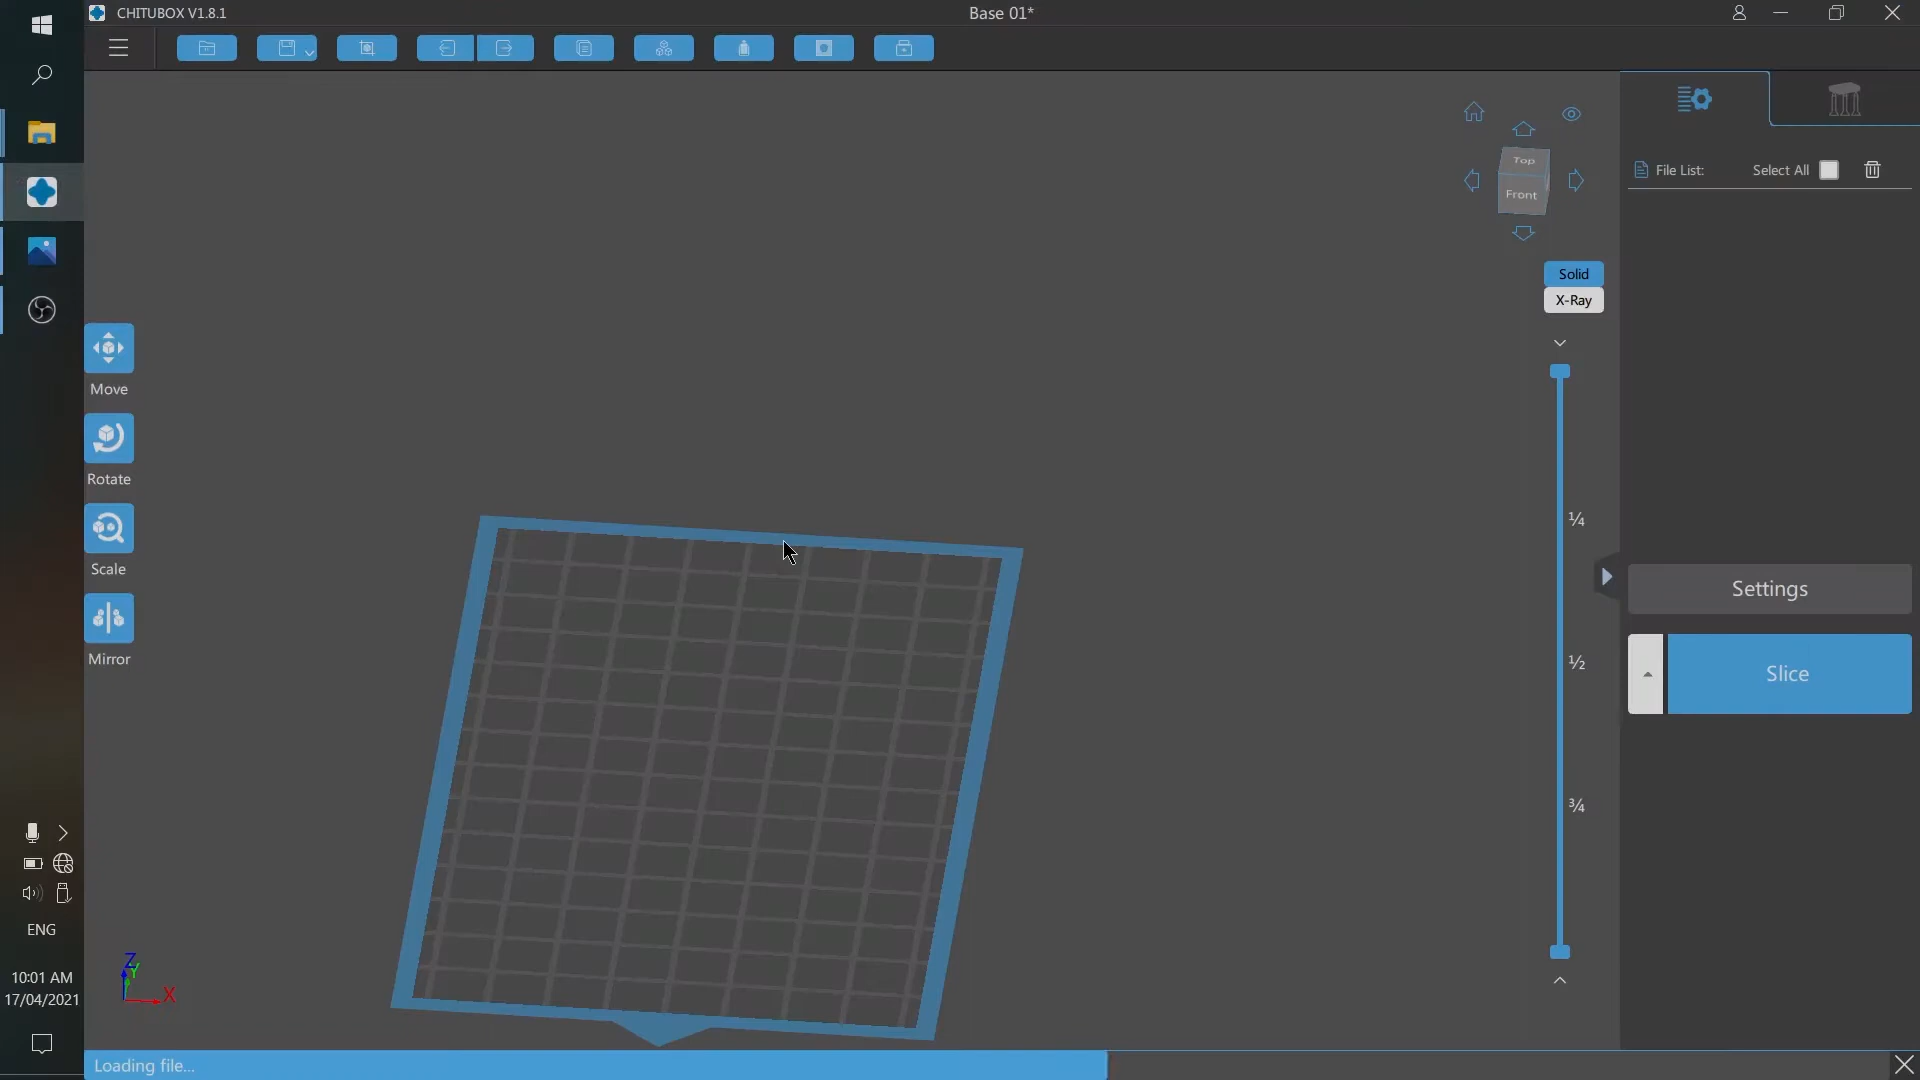 CHITUBOX V1.8.1
Base 01*
Top
Front
File List:
Select All
Solid
X-Ray
Move
Rotate
Scale
Mirror
¼
½
¾
Settings
Slice
ENG
10:01 AM
17/04/2021
Z
Y
X
Loading file...